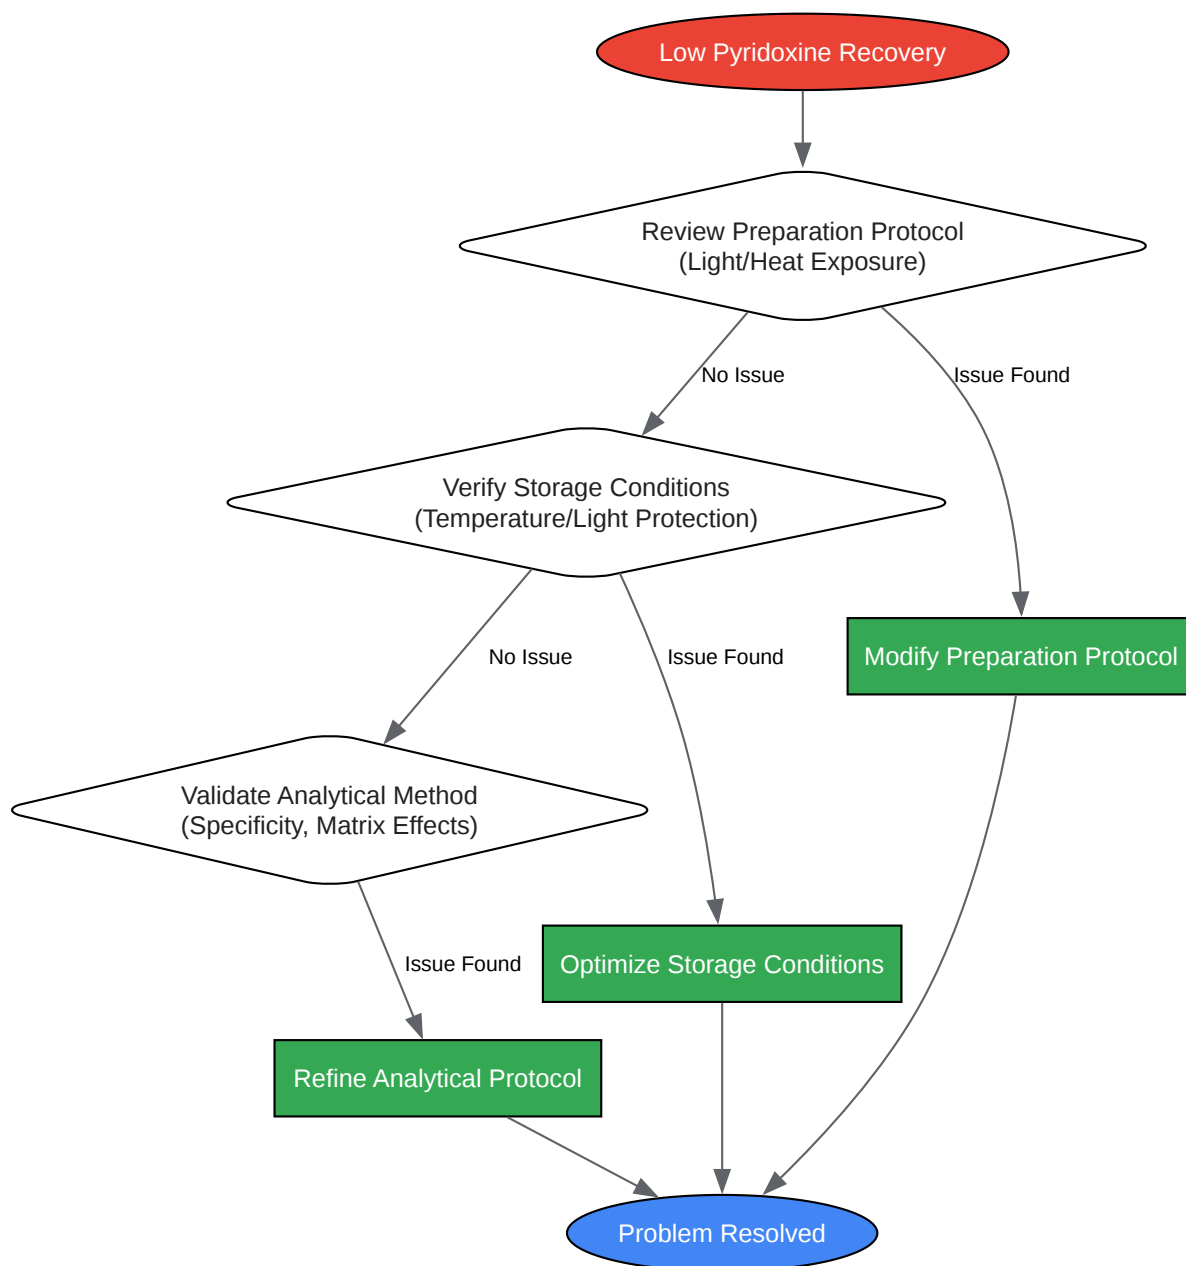 Low Pyridoxine Recovery
Review Preparation Protocol
(Light/Heat Exposure)
No Issue
Issue Found
Verify Storage Conditions
(Temperature/Light Protection)
No Issue
Issue Found
Modify Preparation Protocol
Validate Analytical Method
(Specificity, Matrix Effects)
Issue Found
Optimize Storage Conditions
Refine Analytical Protocol
Problem Resolved